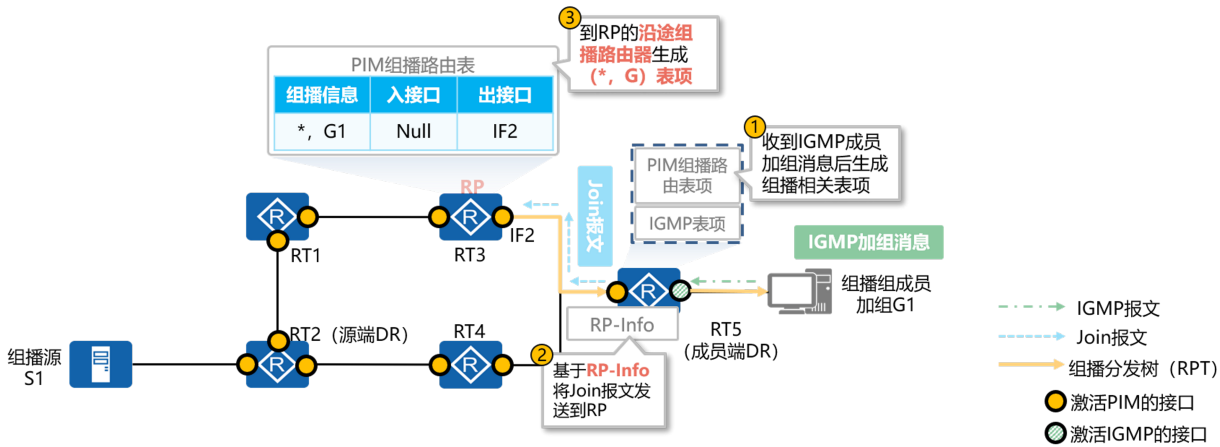 ③
到RP的沿途组
播路由器生成
（*，G）表项
PIM组播路由表
组播信息 入接口 出接口
*，G1 Null IF2
①
收到IGMP成员
加组消息后生成
组播相关表项
PIM组播路
由表项
IGMP表项
RP
Join报文
IGMP加组消息
R
R
IF2
RT1
RT3
R
组播组成员
加组G1
RP-Info
RT5
（成员端DR）
RT2（源端DR）
RT4
组播源
S1
R
R
②
基于RP-Info
将Join报文发
送到RP
IGMP报文
Join报文
组播分发树（RPT）
激活PIM的接口
激活IGMP的接口